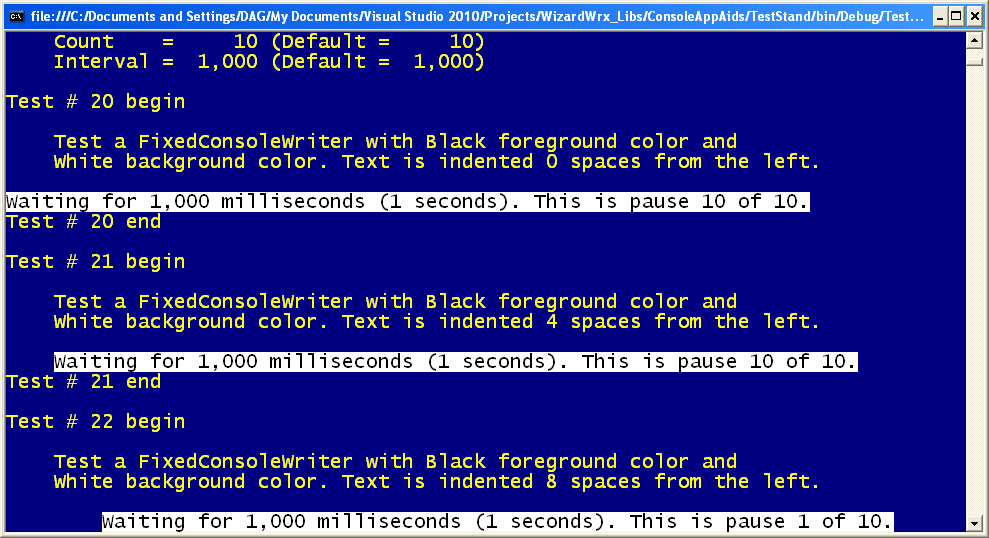 file:///C:/Documents and Settings/DAG/My Documents/Visual Studio 2010/Projects/WizardWrx_Libs/ConsoleAppAids/TestStand/bin/Debug/Test...
Count    =     10 (Default =     10)
Interval =  1,000 (Default =  1,000)
Test # 20 begin
Test a FixedConsoleWriter with Black foreground color and
White background color. Text is indented 0 spaces from the left.
Waiting for 1,000 milliseconds (1 seconds). This is pause 10 of 10.
Test # 20 end
Test # 21 begin
Test a FixedConsoleWriter with Black foreground color and
White background color. Text is indented 4 spaces from the left.
Waiting for 1,000 milliseconds (1 seconds). This is pause 10 of 10.
Test # 21 end
Test # 22 begin
Test a FixedConsoleWriter with Black foreground color and
White background color. Text is indented 8 spaces from the left.
Waiting for 1,000 milliseconds (1 seconds). This is pause 1 of 10.